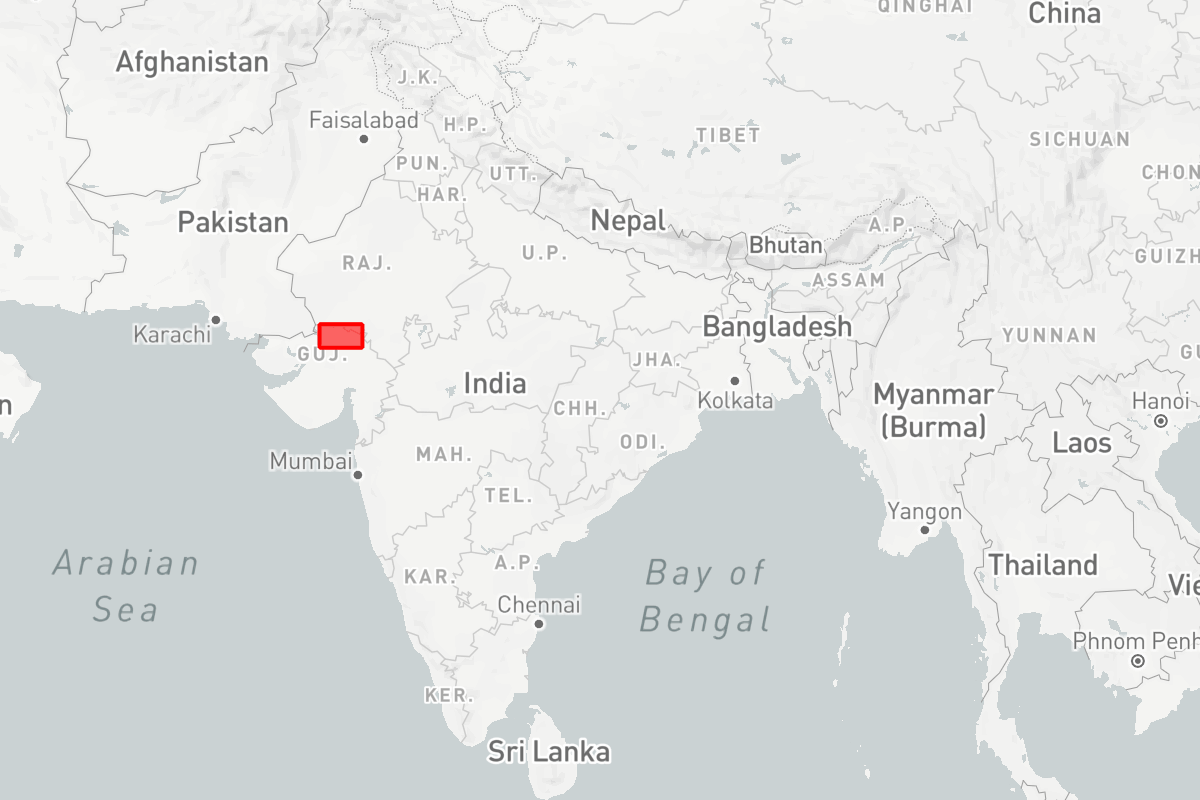 QINGHAI
China
Afghanistan
J.K.
Faisalabad
H.P.
TIBET
SICHUAN
PUN.
UTT.
CHON
HAR.
Pakistan
Nepal
A.P.
Bhutan
U.P.
RAJ.
ASSAM
GUIZH
Karachi
Bangladesh
YUNNAN
GUJ.
JHA.
GU
India
Kolkata
Myanmar
(Burma)
Hanoi
n
CHH.
ODI.
Laos
Mumbai
MAH.
TEL.
Yangon
Arabian
Sea
A.P.
Bay of
Bengal
Thailand
KAR.
Vie
Chennai
Phnom Penh
KER.
Sri Lanka